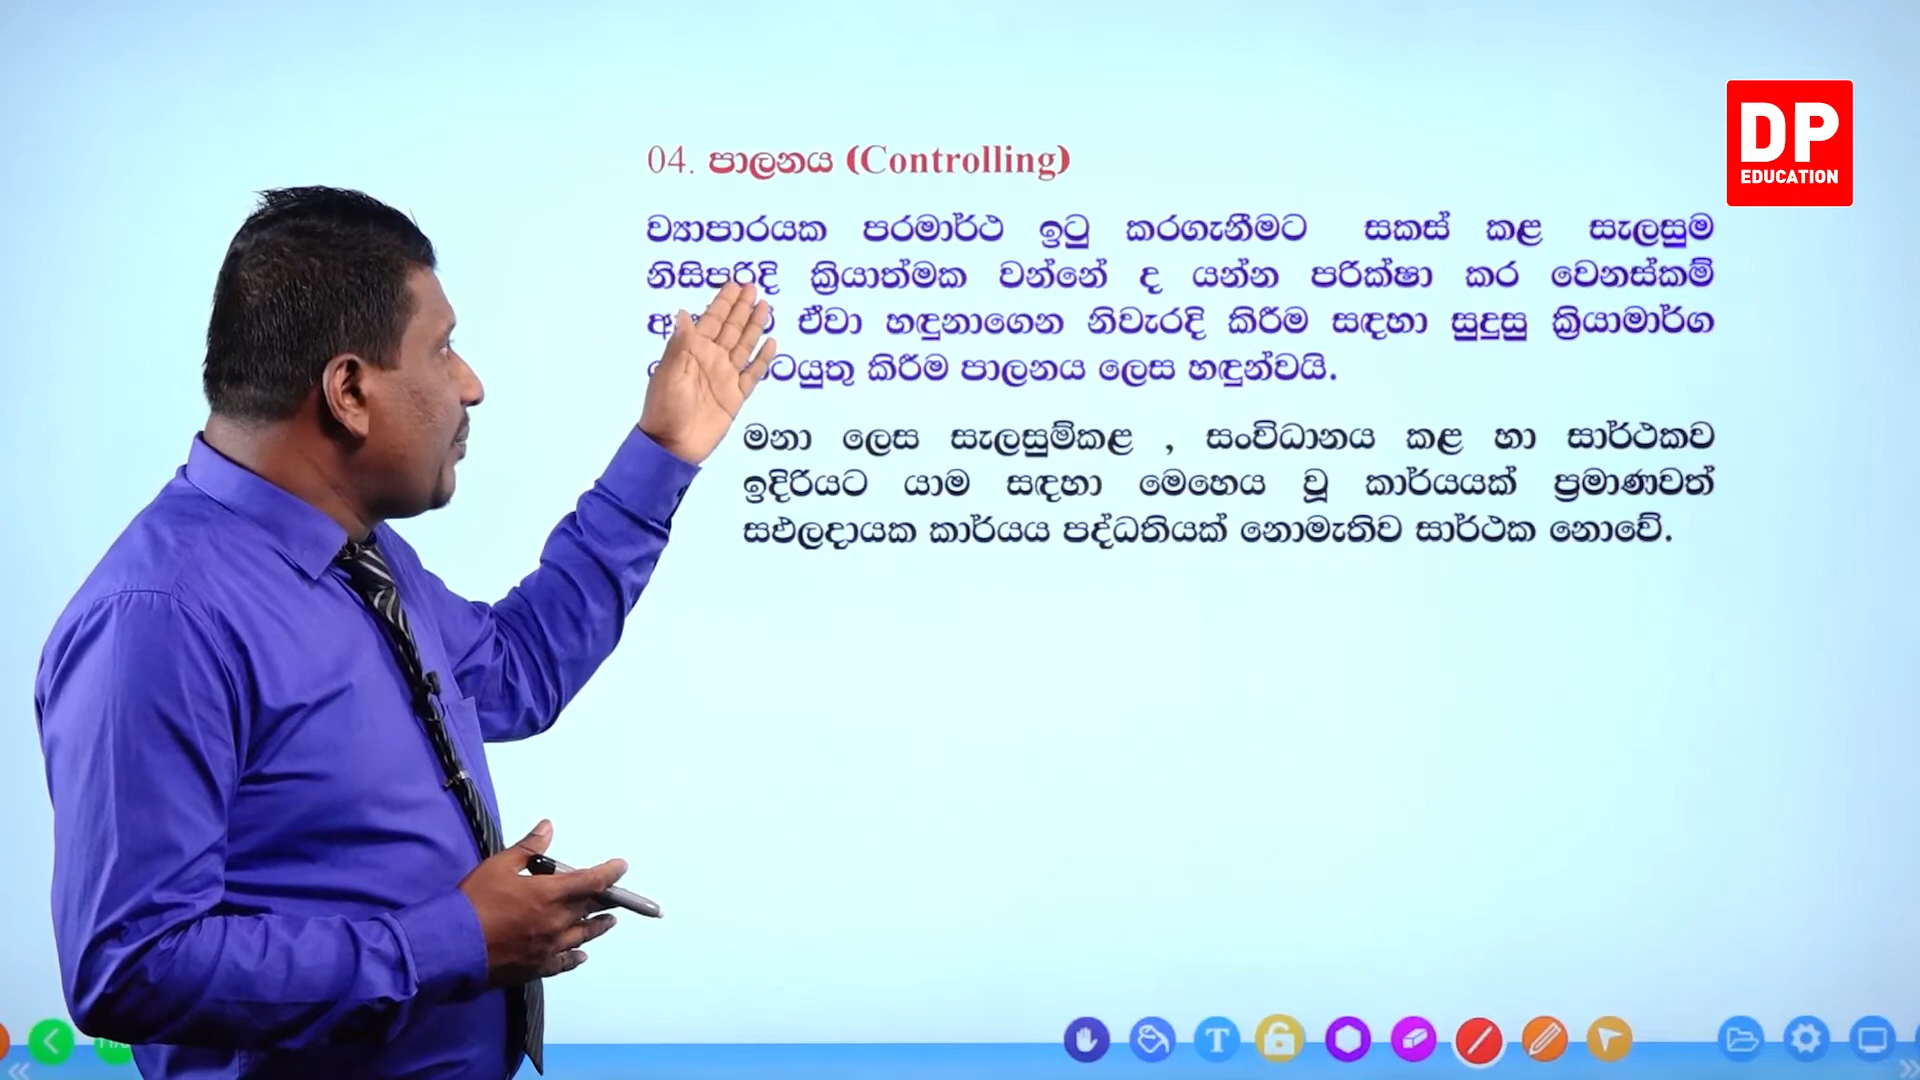 DP
EDUCATION
04. පාලනය (Controlling)
ව්‍යාපාරයක පරමාර්ථ ඉටු කරගැනීමට සකස් කළ සැලසුම
නිසිපරිදි ක්‍රියාත්මක වන්නේ ද යන්න පරික්ෂා කර වෙනස්කම්
ඒවා හඳුනාගෙන නිවැරදි කිරීම සඳහා සුදුසු ක්‍රියාමාර්ග
කිරීම පාලනය ලෙස හඳුන්වයි.
මනා ලෙස සැලසුම්කළ , සංවිධානය කළ හා සාර්ථකව
ඉදිරියට යාම සඳහා මෙහෙය වූ කාර්යයක් ප්‍රමාණවත්
සඵලදායක කාර්යය පද්ධතියක් නොමැතිව සාර්ථක නොවේ.
T